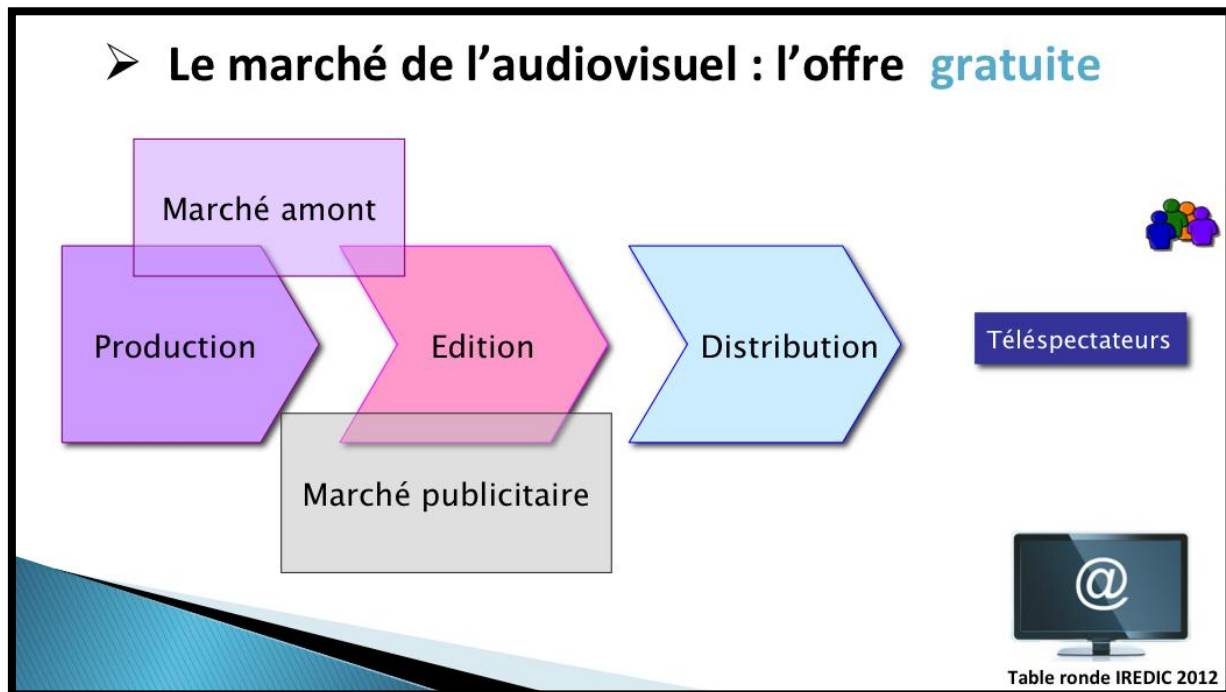 ➢ Le marché de l’audiovisuel : l’offre gratuite
Marché amont
Production
Edition
Distribution
Téléspectateurs
Marché publicitaire
@
Table ronde IREDIC 2012